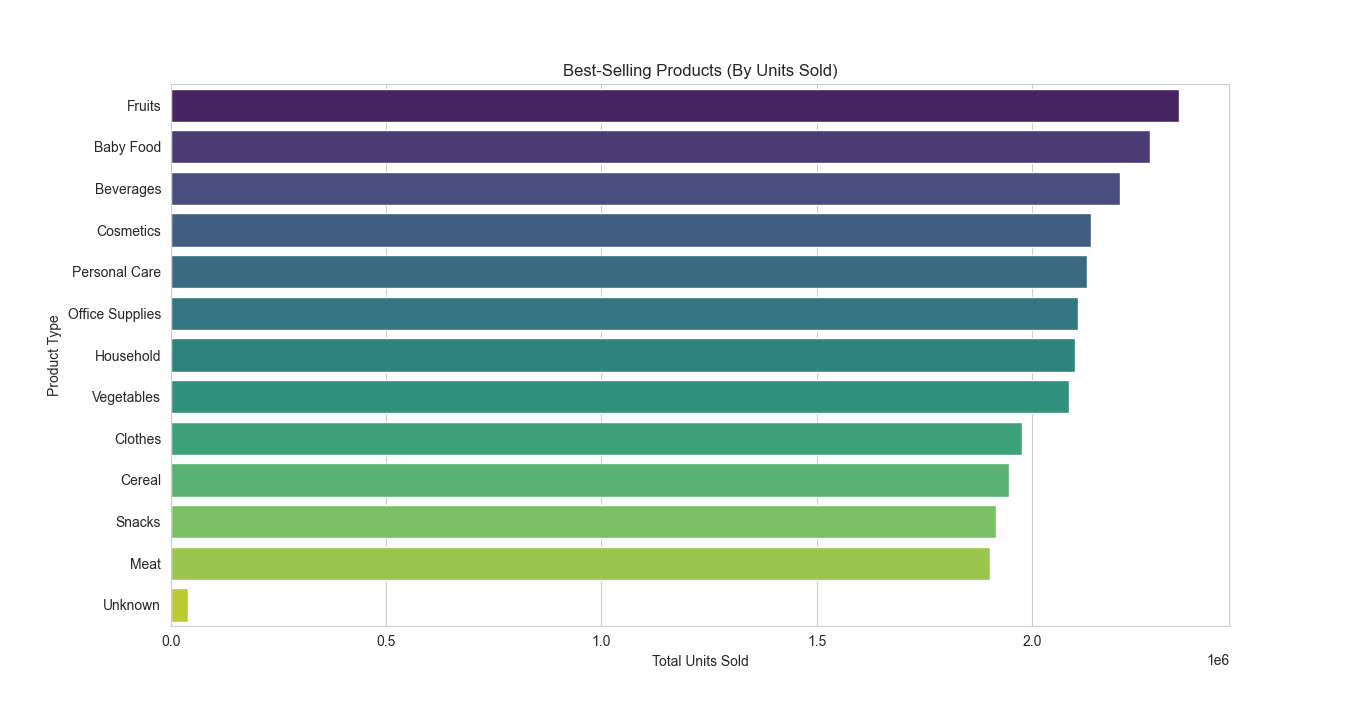 Best-Selling Products (By Units Sold)
Product Type
Fruits
Baby Food
Beverages
Cosmetics
Personal Care
Office Supplies
Household
Vegetables
Clothes
Cereal
Snacks
Meat
Unknown
0.0 0.5 1.0 1.5 2.0
1e6
Total Units Sold